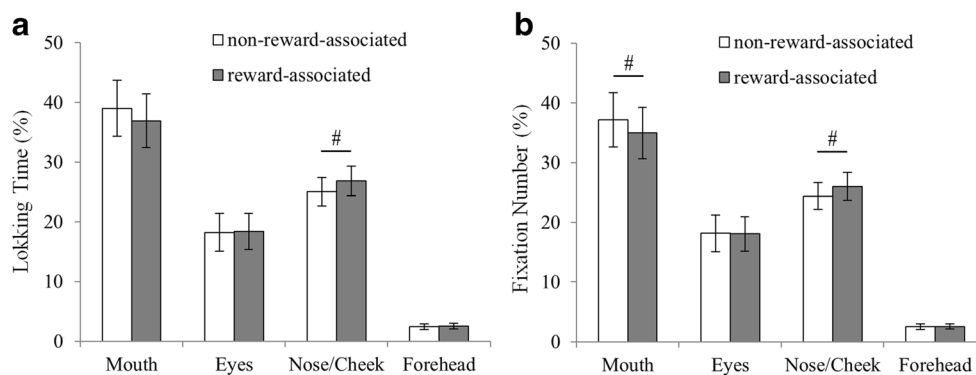 a
non-reward-associated
reward-associated
Lokking Time (%)
50
40
30
20
10
0
#
Mouth Eyes Nose/Cheek Forehead
b
non-reward-associated
reward-associated
Fixation Number (%)
50
40
30
20
10
0
#
#
Mouth Eyes Nose/Cheek Forehead